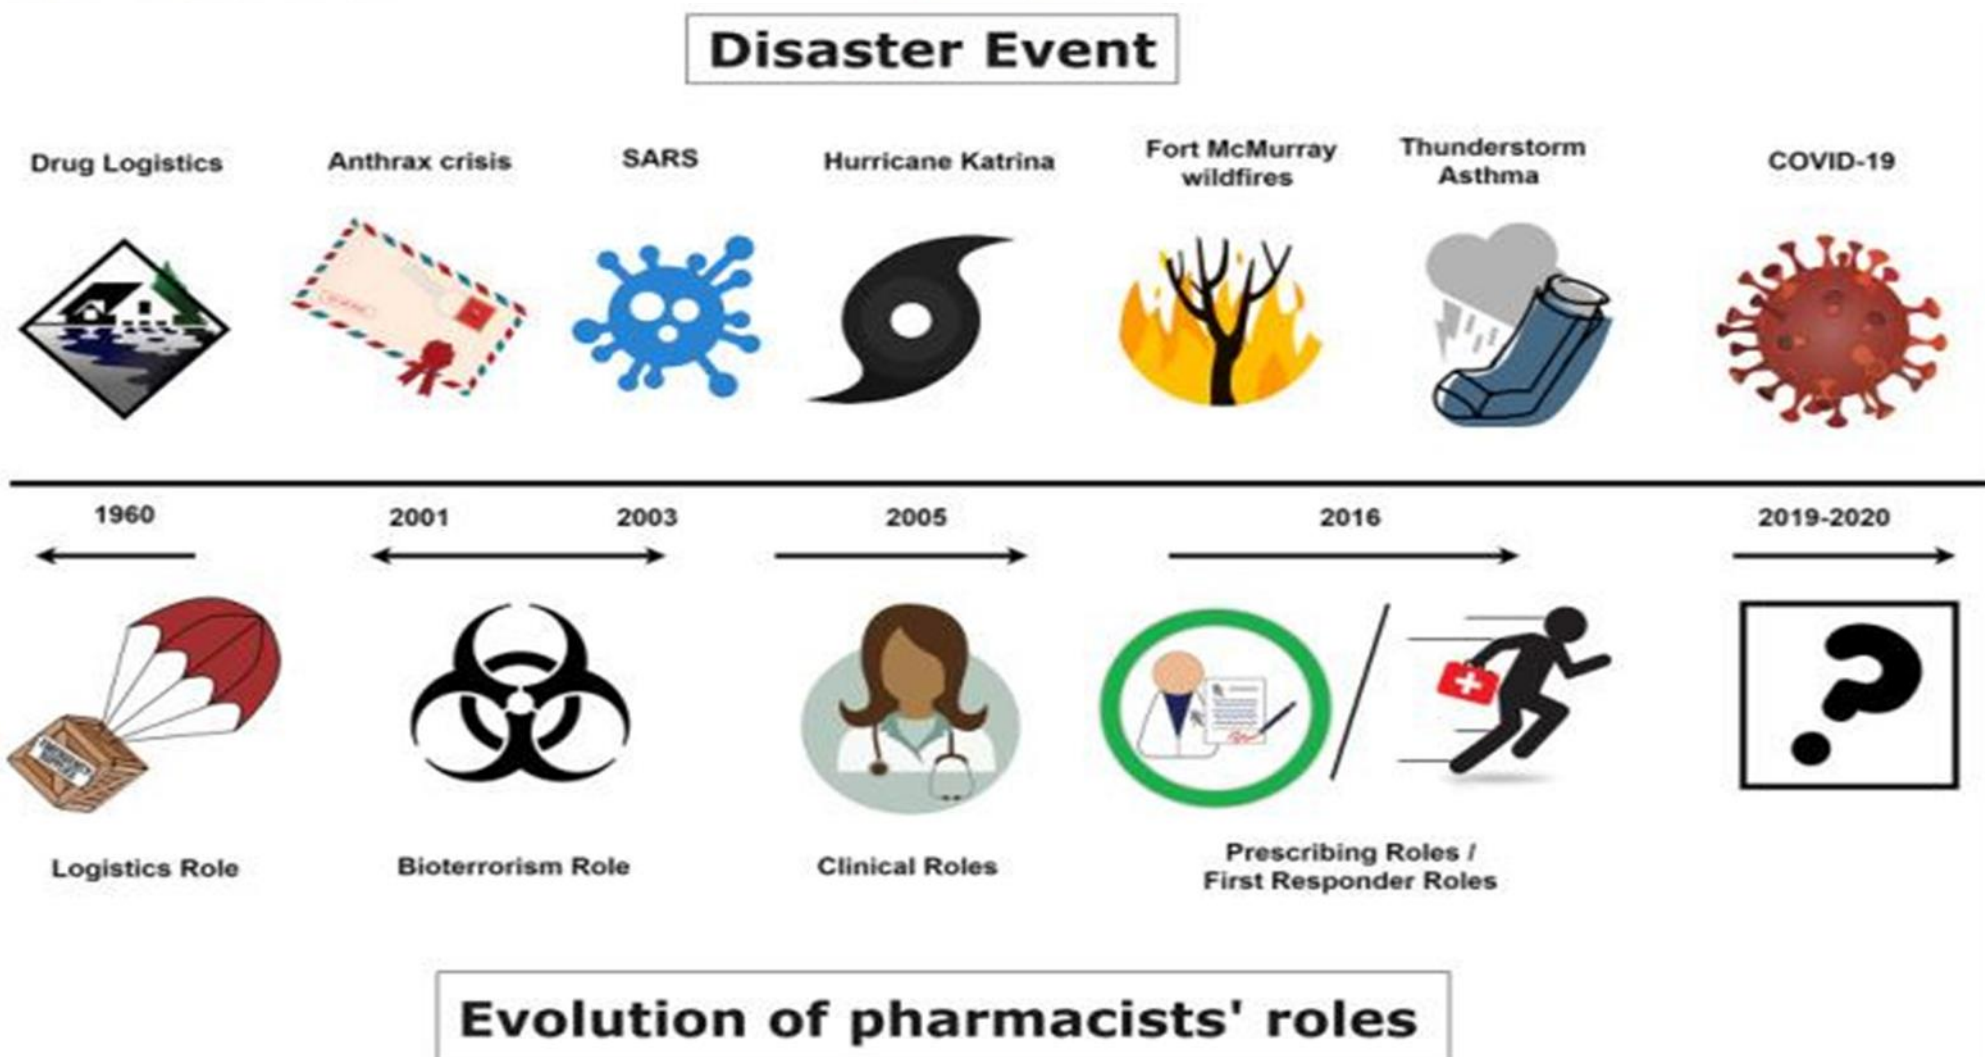 Disaster Event
Drug Logistics
Anthrax crisis
SARS
Hurricane Katrina
Fort McMurray
wildfires
Thunderstorm
Asthma
COVID-19
1960
2001
2003
2005
2016
2019-2020
Logistics Role
Bioterrorism Role
Clinical Roles
Prescribing Roles /
First Responder Roles
Evolution of pharmacists' roles